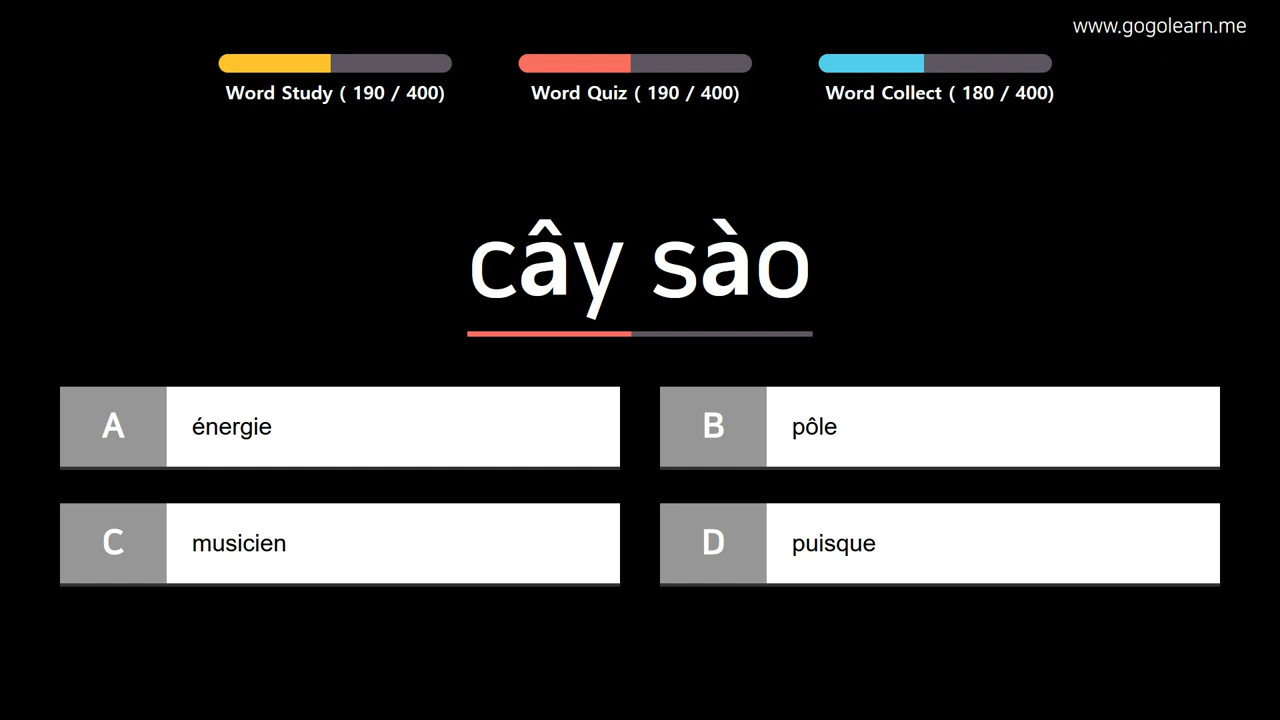 www.gogolearn.me
Word Study ( 190 / 400)
Word Quiz ( 190 / 400)
Word Collect ( 180 / 400)
cây sào
A énergie
B pôle
C musicien
D puisque